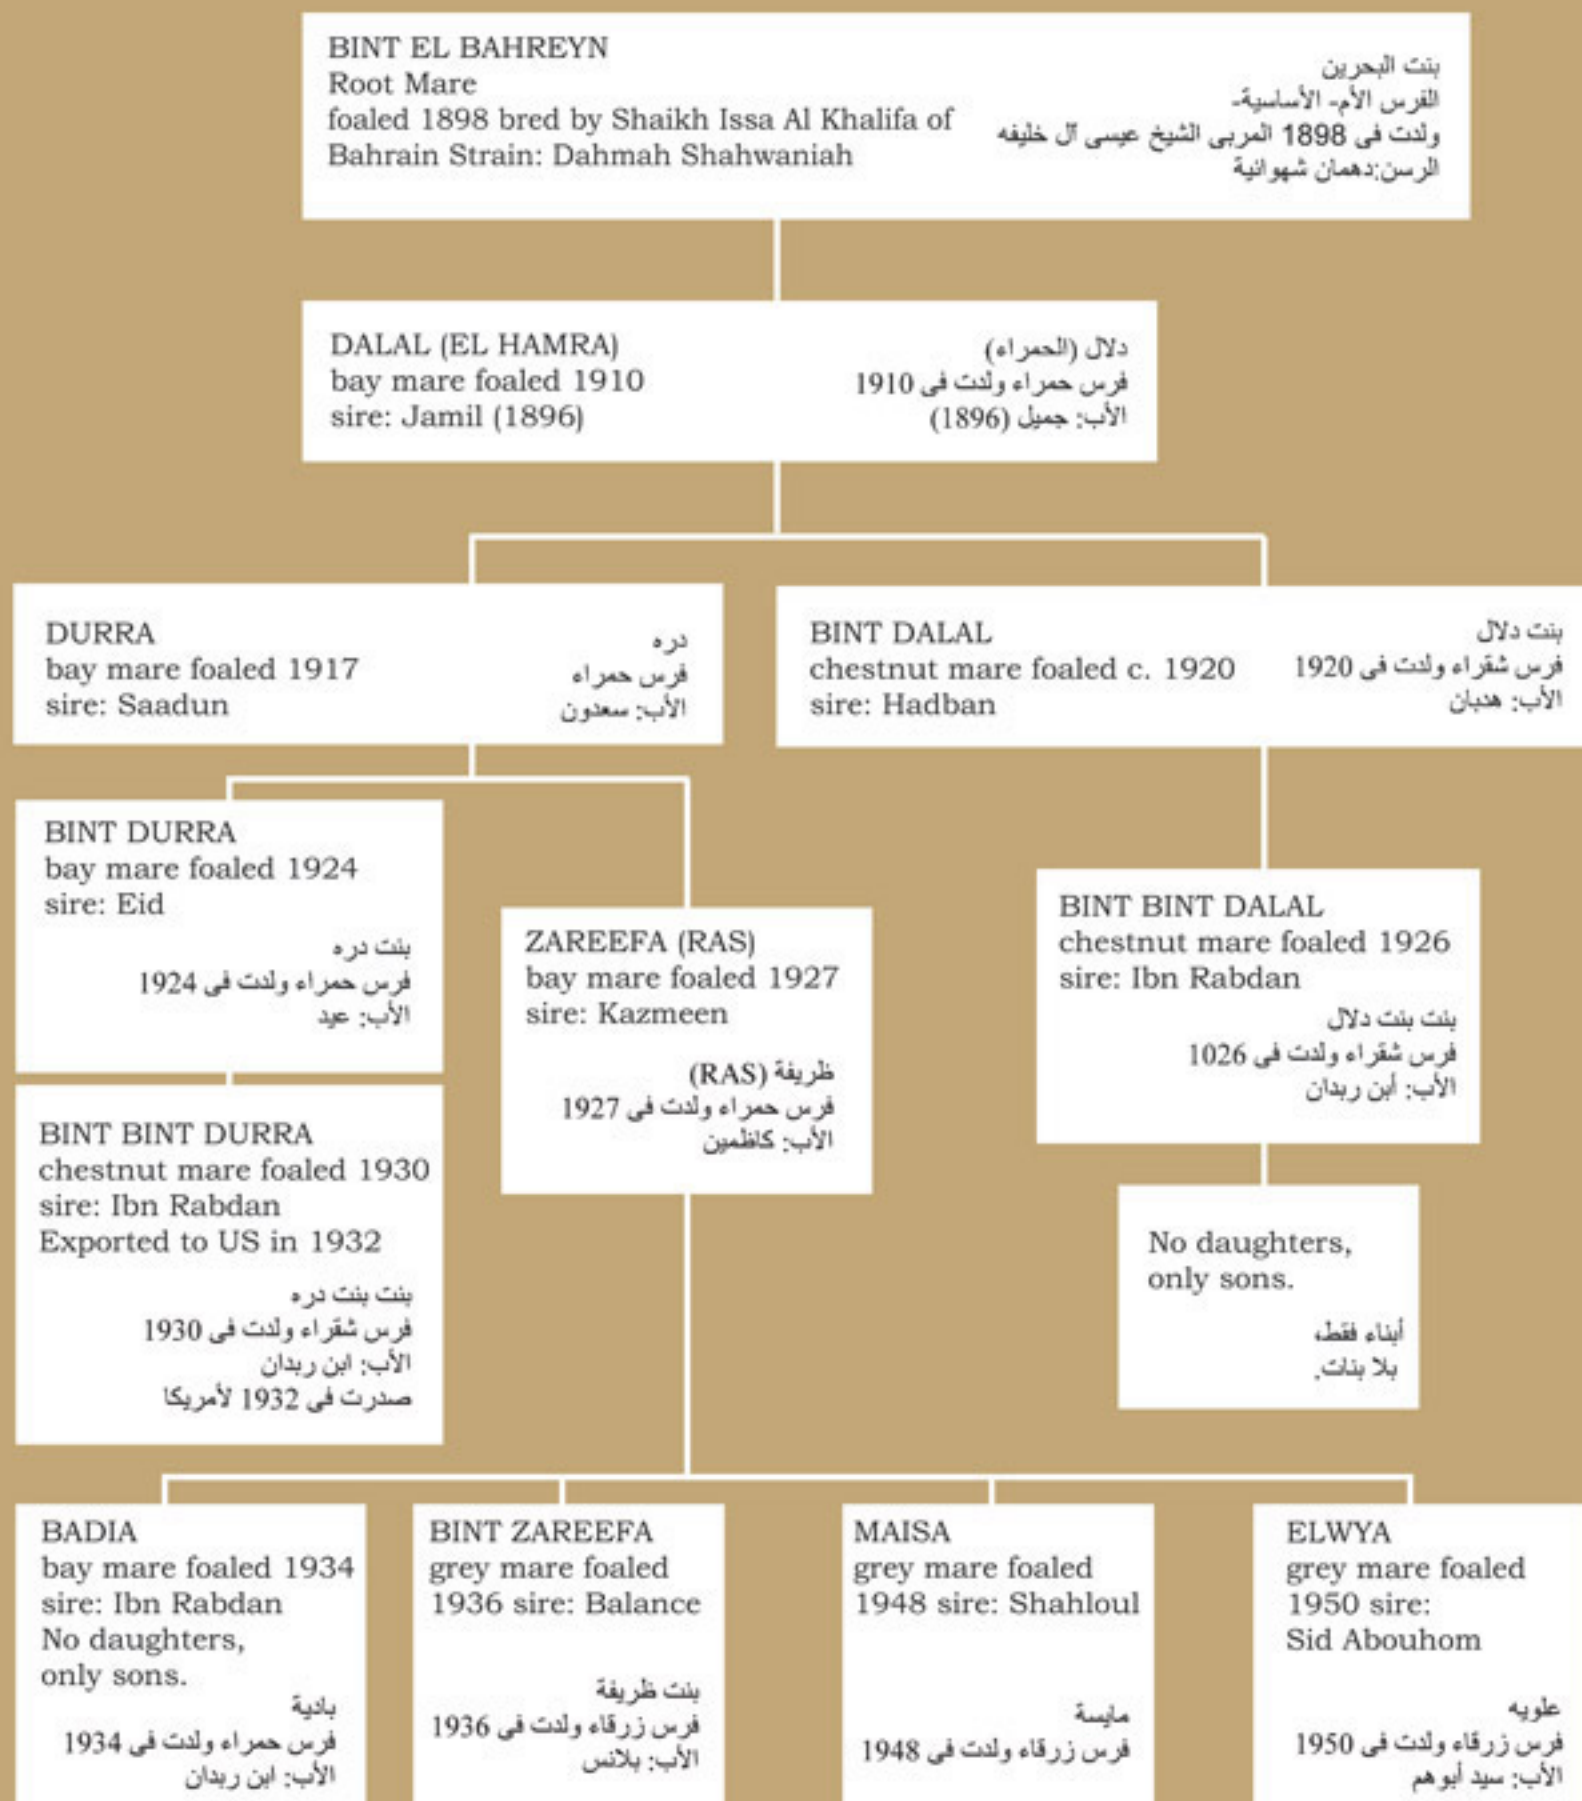 BINT EL BAHREYN
Root Mare
foaled 1898 bred by Shaikh Issa Al Khalifa of
Bahrain Strain: Dahmah Shahwaniah
بنت البحرين
الفرس الأم- الأساسية-
ولدت فى 1898 المربى الشيخ عيسى آل خليفه
الرسن:دهمان شهوانية
DALAL (EL HAMRA)
bay mare foaled 1910
sire: Jamil (1896)
دلال (الحمراء)
فرس حمراء ولدت فى 1910
الأب: جميل (1896)
DURRA
bay mare foaled 1917
sire: Saadun
دره
فرس حمراء
الأب: سعدون
BINT DALAL
chestnut mare foaled c. 1920
sire: Hadban
بنت دلال
فرس شقراء ولدت فى 1920
الأب: هدبان
BINT DURRA
bay mare foaled 1924
sire: Eid
بنت دره
فرس حمراء ولدت فى 1924
الأب: عيد
ZAREEFA (RAS)
bay mare foaled 1927
sire: Kazmeen
ظريفة (RAS)
فرس حمراء ولدت فى 1927
الأب: كاظمين
BINT BINT DALAL
chestnut mare foaled 1926
sire: Ibn Rabdan
بنت بنت دلال
فرس شقراء ولدت فى 1026
الأب: أبن ربدان
BINT BINT DURRA
chestnut mare foaled 1930
sire: Ibn Rabdan
Exported to US in 1932
بنت بنت دره
فرس شقراء ولدت فى 1930
الأب: ابن ربدان
صدرت فى 1932 لأمريكا
No daughters,
only sons.
أبناء فقط،
بلا بنات.
BADIA
bay mare foaled 1934
sire: Ibn Rabdan
No daughters,
only sons.
بادية
فرس حمراء ولدت فى 1934
الأب: ابن ربدان
BINT ZAREEFA
grey mare foaled
1936 sire: Balance
بنت ظريفة
فرس زرقاء ولدت فى 1936
الأب: بلانس
MAISA
grey mare foaled
1948 sire: Shahloul
مايسة
فرس زرقاء ولدت فى 1948
ELWYA
grey mare foaled
1950 sire:
Sid Abouhom
علويه
فرس زرقاء ولدت فى 1950
الأب: سيد أبوهم